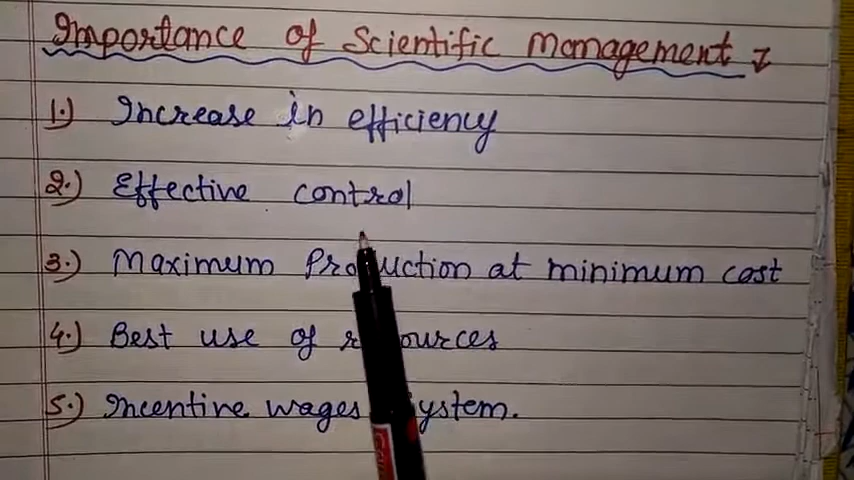 Importance of Scientific Management
1.) Increase in efficiency
2.) Effective control
3.) Maximum Production at minimum cost
4.) Best use of resources
5.) Incentive wages system.